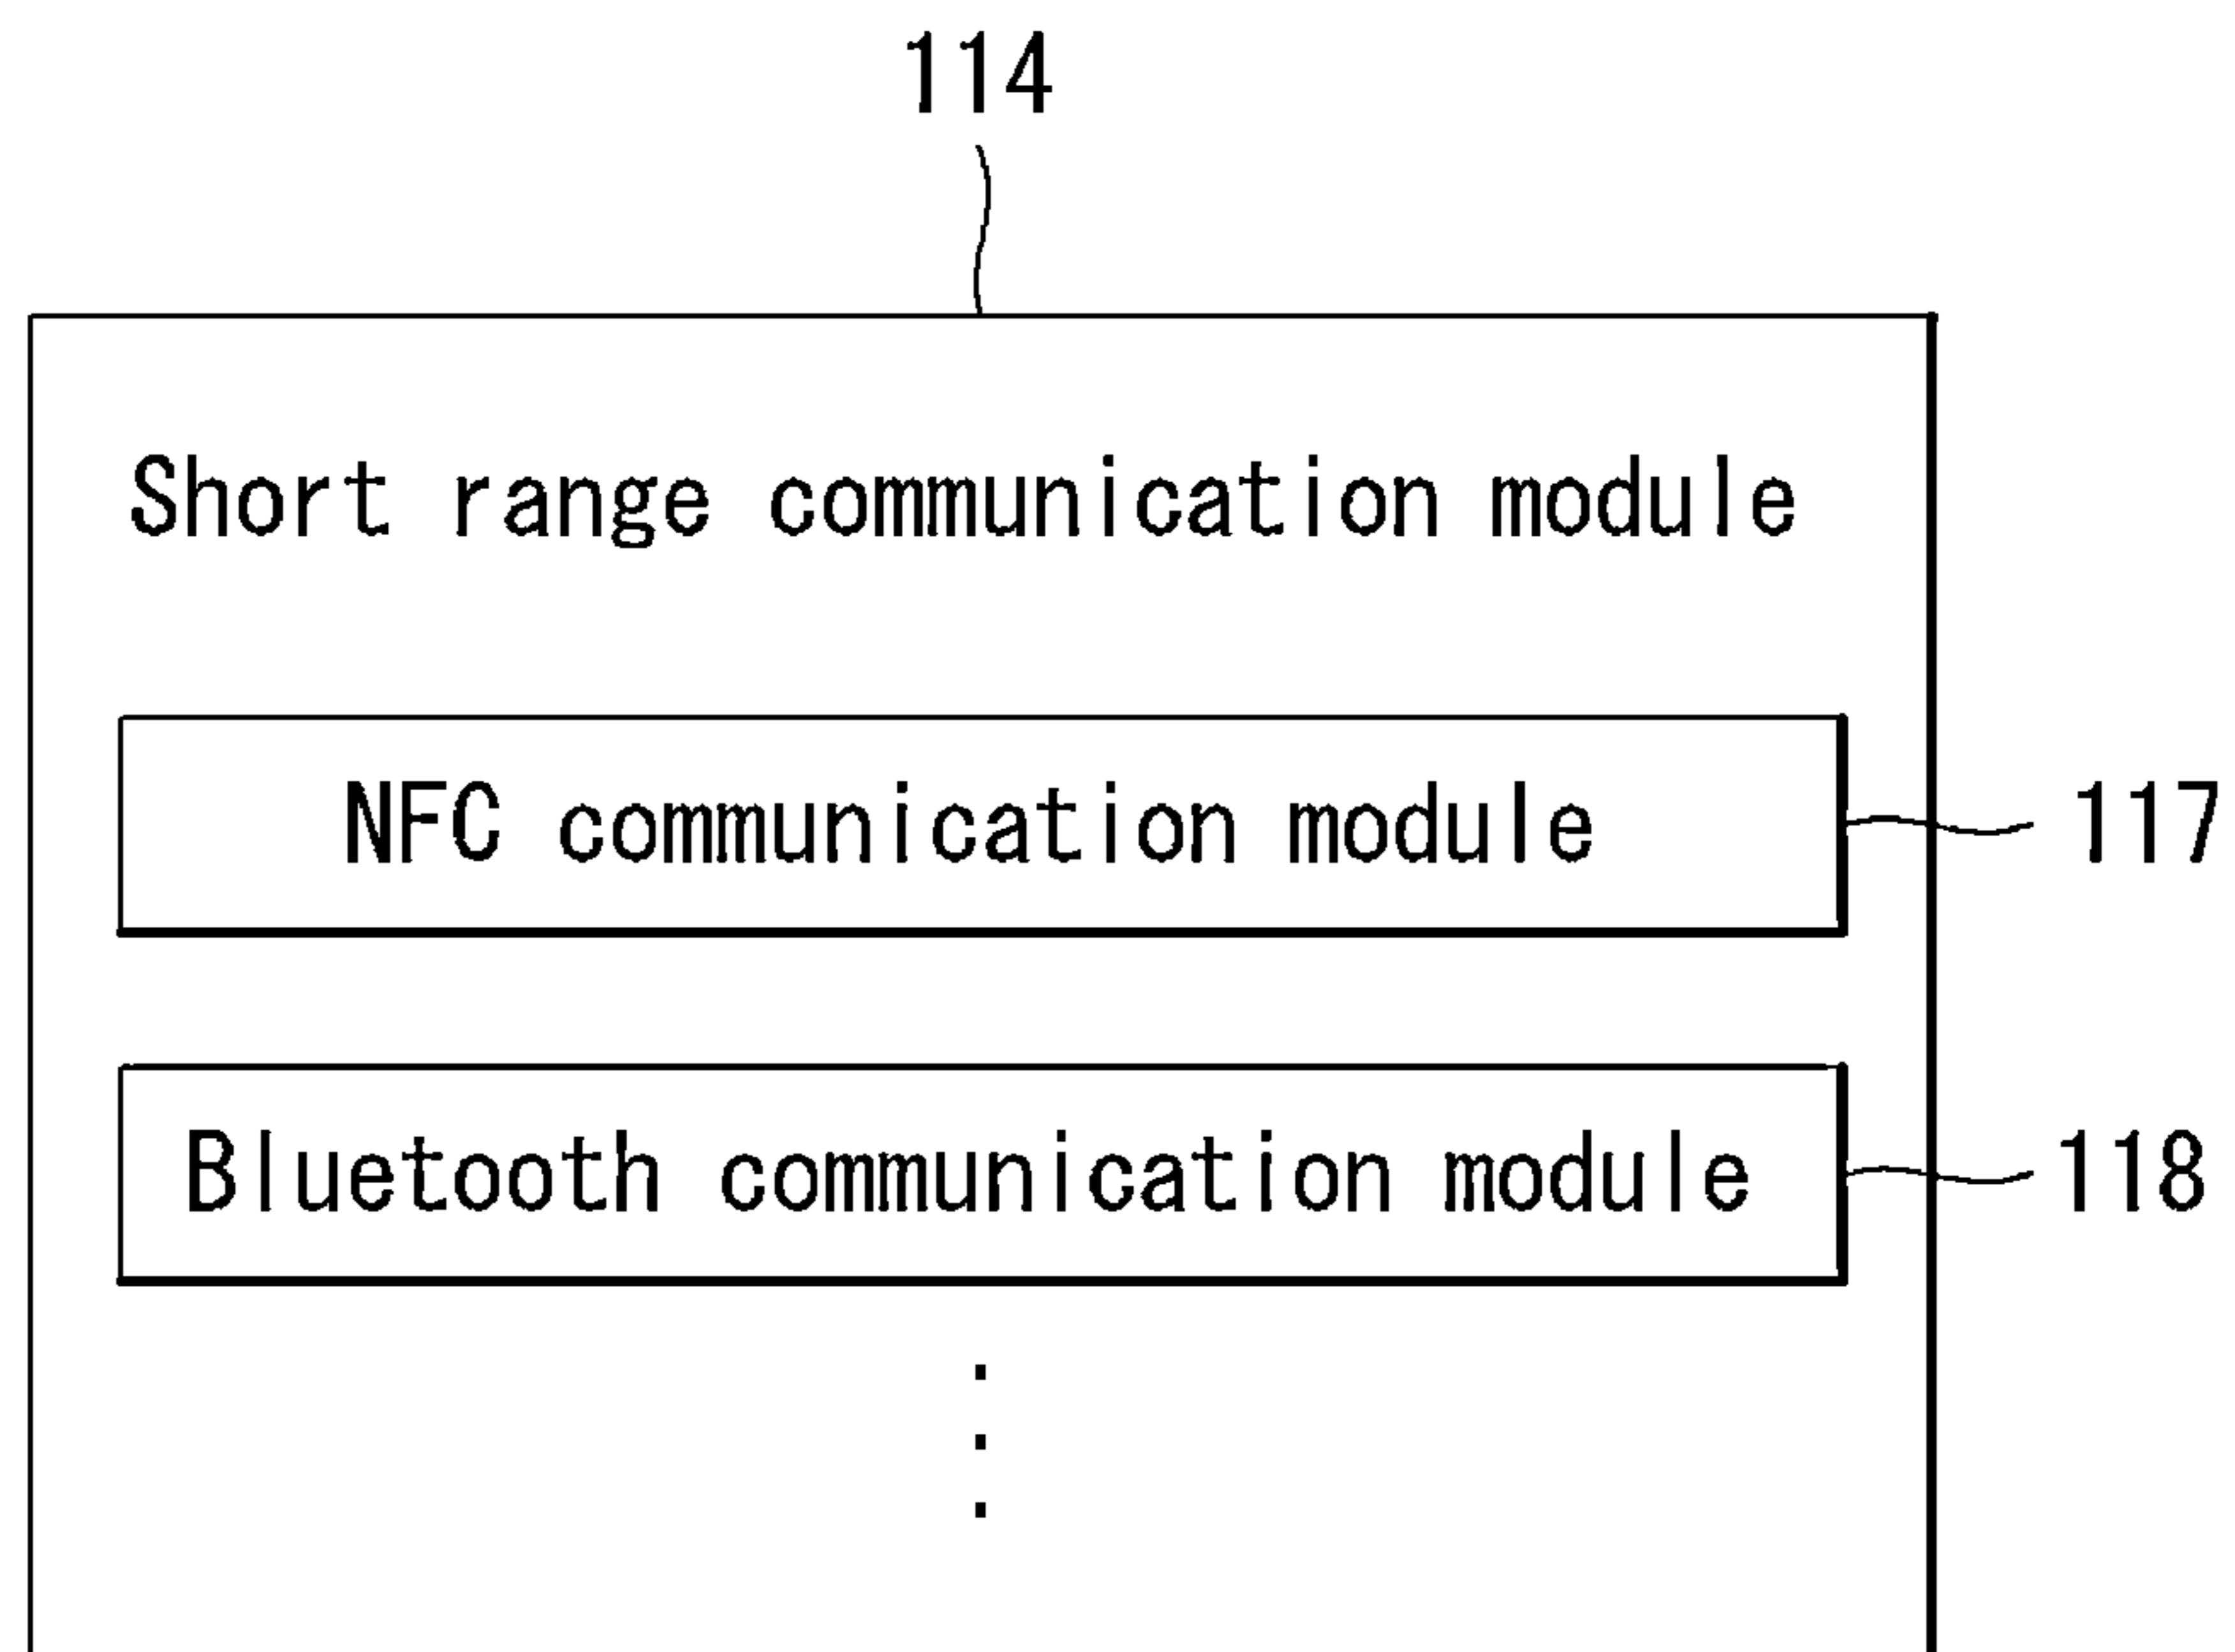 114
Short range communication module
NFC communication module
117
Bluetooth communication module
118